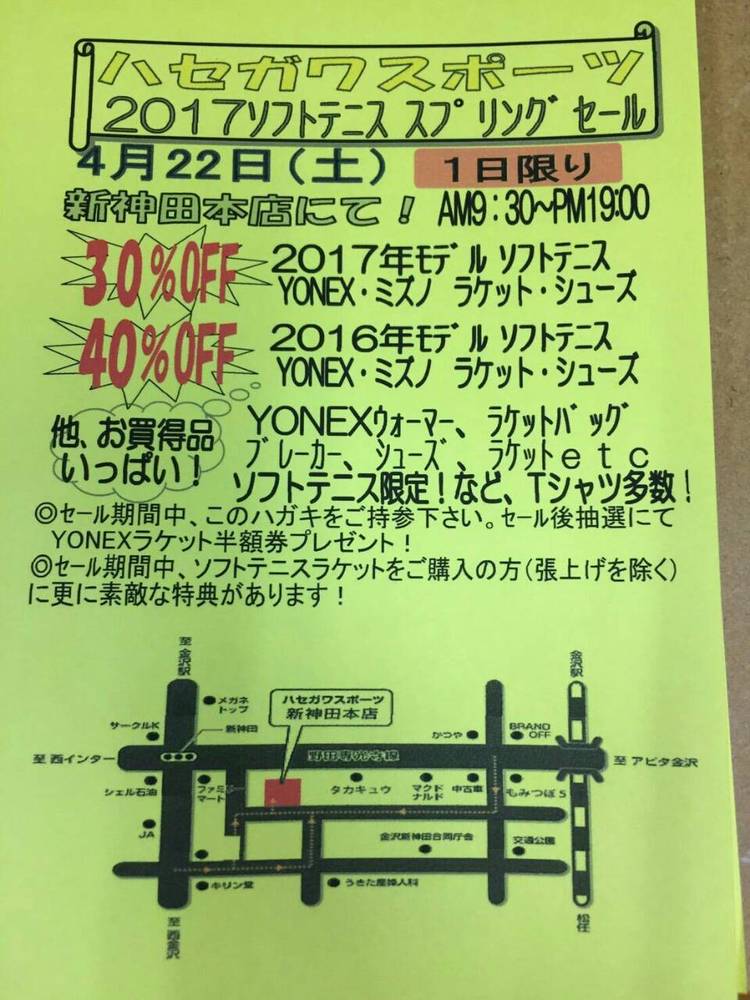 ハセガワスポーツ
2017ソフトテニス スプリングセール
4月22日(土) 1日限り
新神田本店にて! AM9:30~PM19:00
30%OFF 2017年モデル ソフトテニス
YONEX・ミズノ ラケット・シューズ
40%OFF 2016年モデル ソフトテニス
YONEX・ミズノ ラケット・シューズ
他、お買得品
いっぱい!
YONEXウォーマー、ラケットバッグ
ブレーカー、シューズ、ラケットetc
ソフトテニス限定!など、Tシャツ多数!
◎セール期間中、このハガキをご持参下さい。セール後抽選にて
YONEXラケット半額券プレゼント!
◎セール期間中、ソフトテニスラケットをご購入の方(張上げを除く)
に更に素敵な特典があります!
至金沢駅
金沢駅
メガネ
トップ
ハセガワスポーツ
新神田本店
サークルK
新神田
かつや
BRAND
OFF
至 西インター
野田専光寺線
至 アピタ金沢
シェル石油
ファミ
マート
タカキュウ
マクド
ナルド
中古車
もみつぼ5
JA
金沢新神田合同庁舎
交通公園
キリン堂
うきた産婦人科
至西金沢
松任